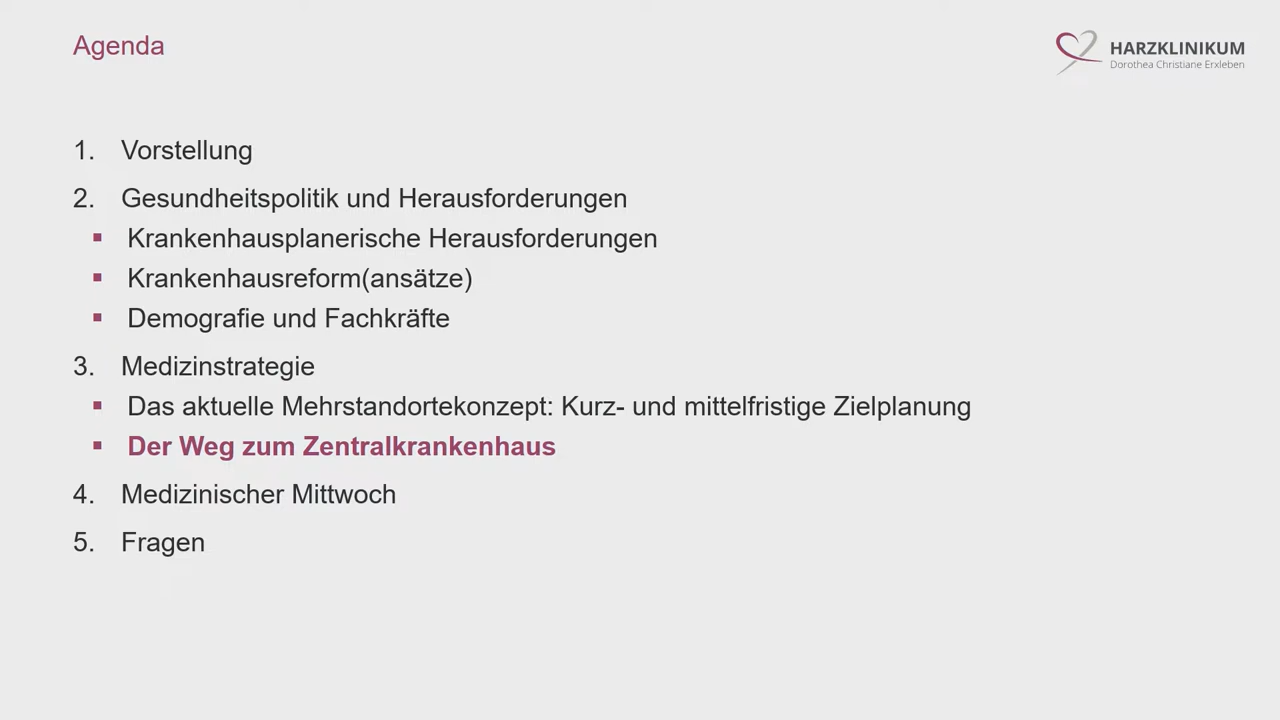 Agenda
HARZKLINIKUM
Dorothea Christiane Erxleben
1. Vorstellung
2. Gesundheitspolitik und Herausforderungen
▪ Krankenhausplanerische Herausforderungen
▪ Krankenhausreform(ansätze)
▪ Demografie und Fachkräfte
3. Medizinstrategie
▪ Das aktuelle Mehrstandortekonzept: Kurz- und mittelfristige Zielplanung
▪ Der Weg zum Zentralkrankenhaus
4. Medizinischer Mittwoch
5. Fragen